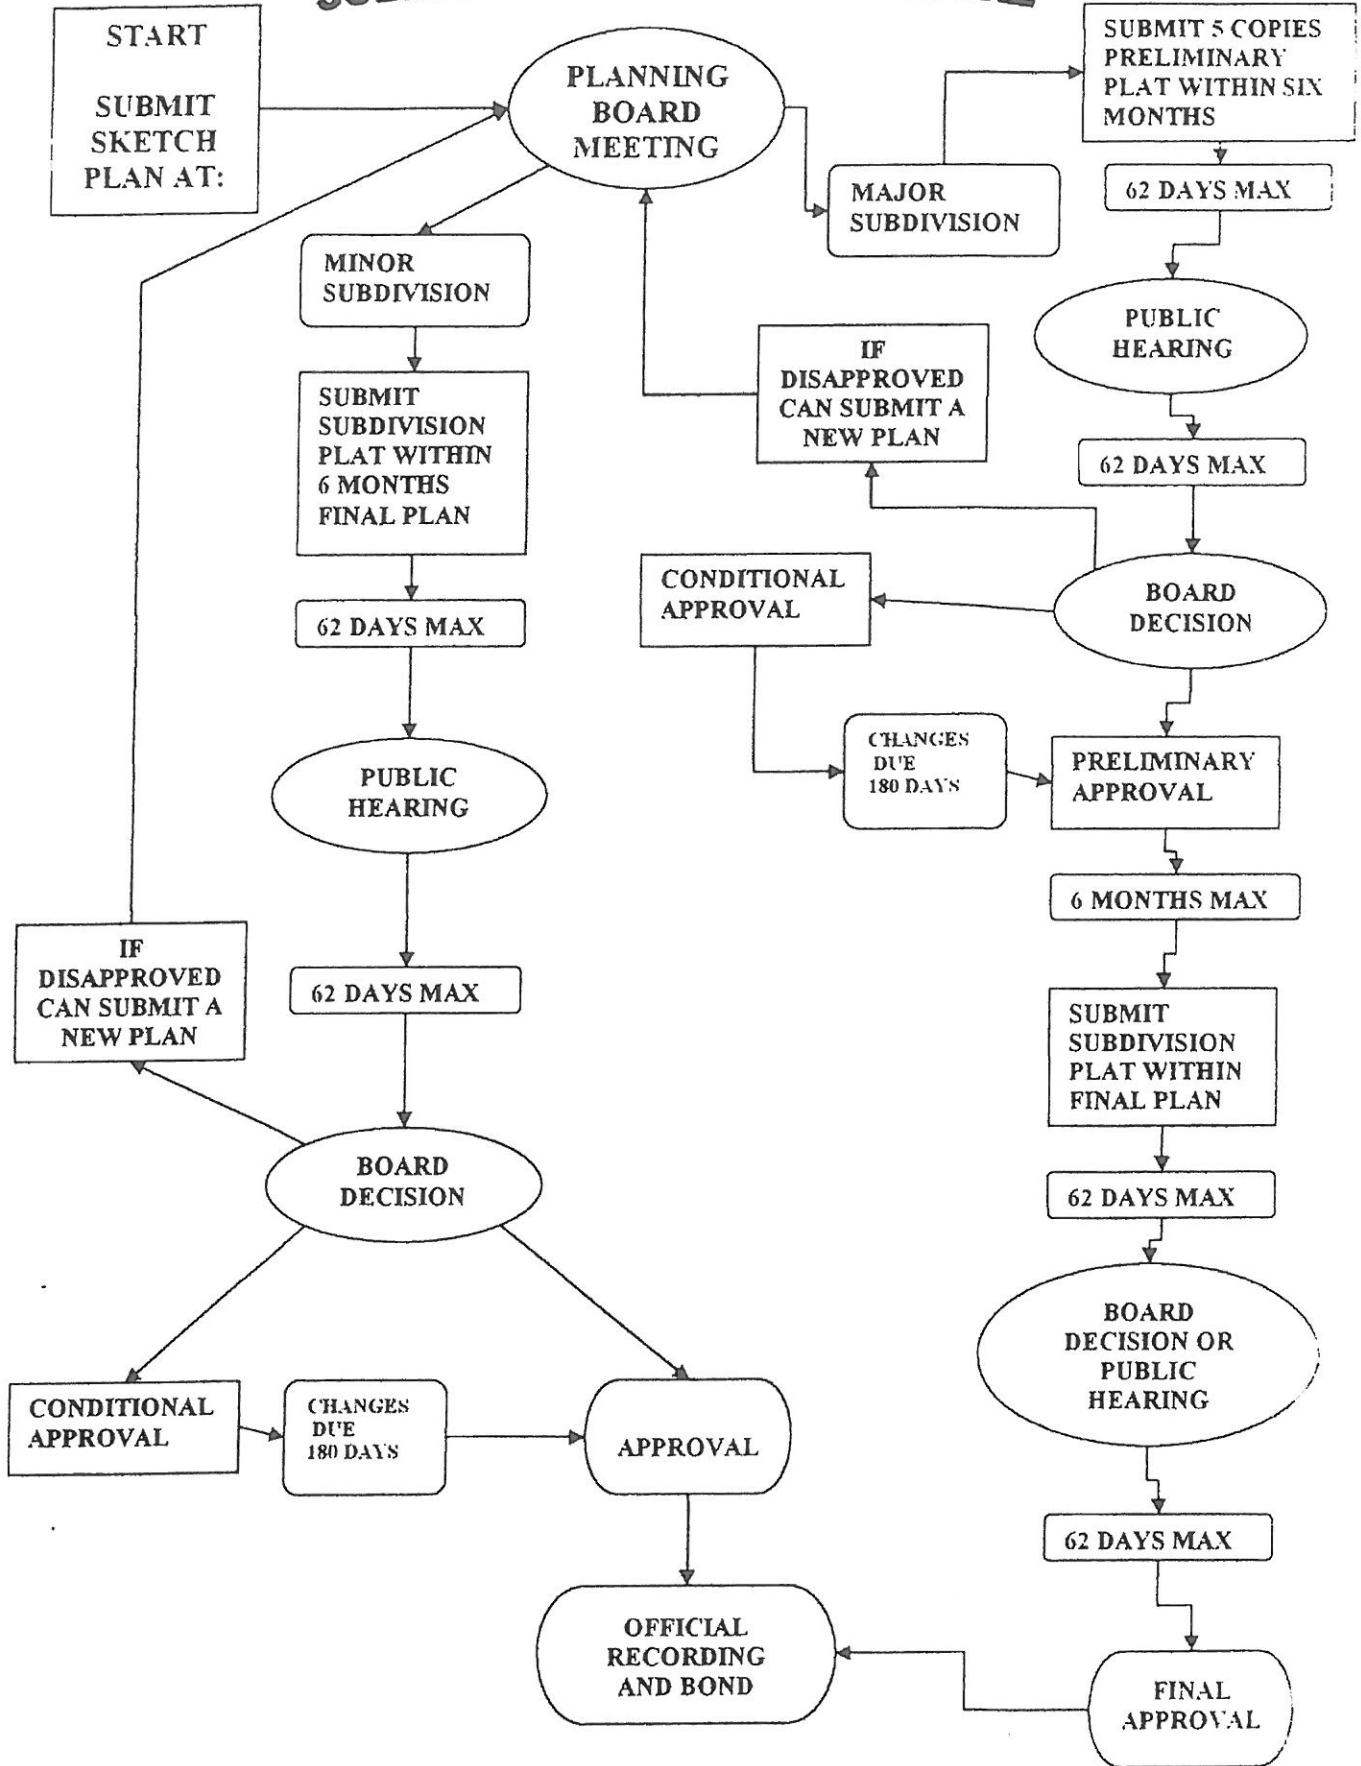 START
SUBMIT
SKETCH
PLAN AT:
PLANNING
BOARD
MEETING
SUBMIT 5 COPIES
PRELIMINARY
PLAT WITHIN SIX
MONTHS
62 DAYS MAX
MAJOR
SUBDIVISION
MINOR
SUBDIVISION
PUBLIC
HEARING
IF
DISAPPROVED
CAN SUBMIT A
NEW PLAN
SUBMIT
SUBDIVISION
PLAT WITHIN
6 MONTHS
FINAL PLAN
62 DAYS MAX
CONDITIONAL
APPROVAL
BOARD
DECISION
62 DAYS MAX
CHANGES
DUE
180 DAYS
PRELIMINARY
APPROVAL
PUBLIC
HEARING
6 MONTHS MAX
IF
DISAPPROVED
CAN SUBMIT A
NEW PLAN
62 DAYS MAX
SUBMIT
SUBDIVISION
PLAT WITHIN
FINAL PLAN
BOARD
DECISION
62 DAYS MAX
BOARD
DECISION OR
PUBLIC
HEARING
CONDITIONAL
APPROVAL
CHANGES
DUE
180 DAYS
APPROVAL
62 DAYS MAX
OFFICIAL
RECORDING
AND BOND
FINAL
APPROVAL